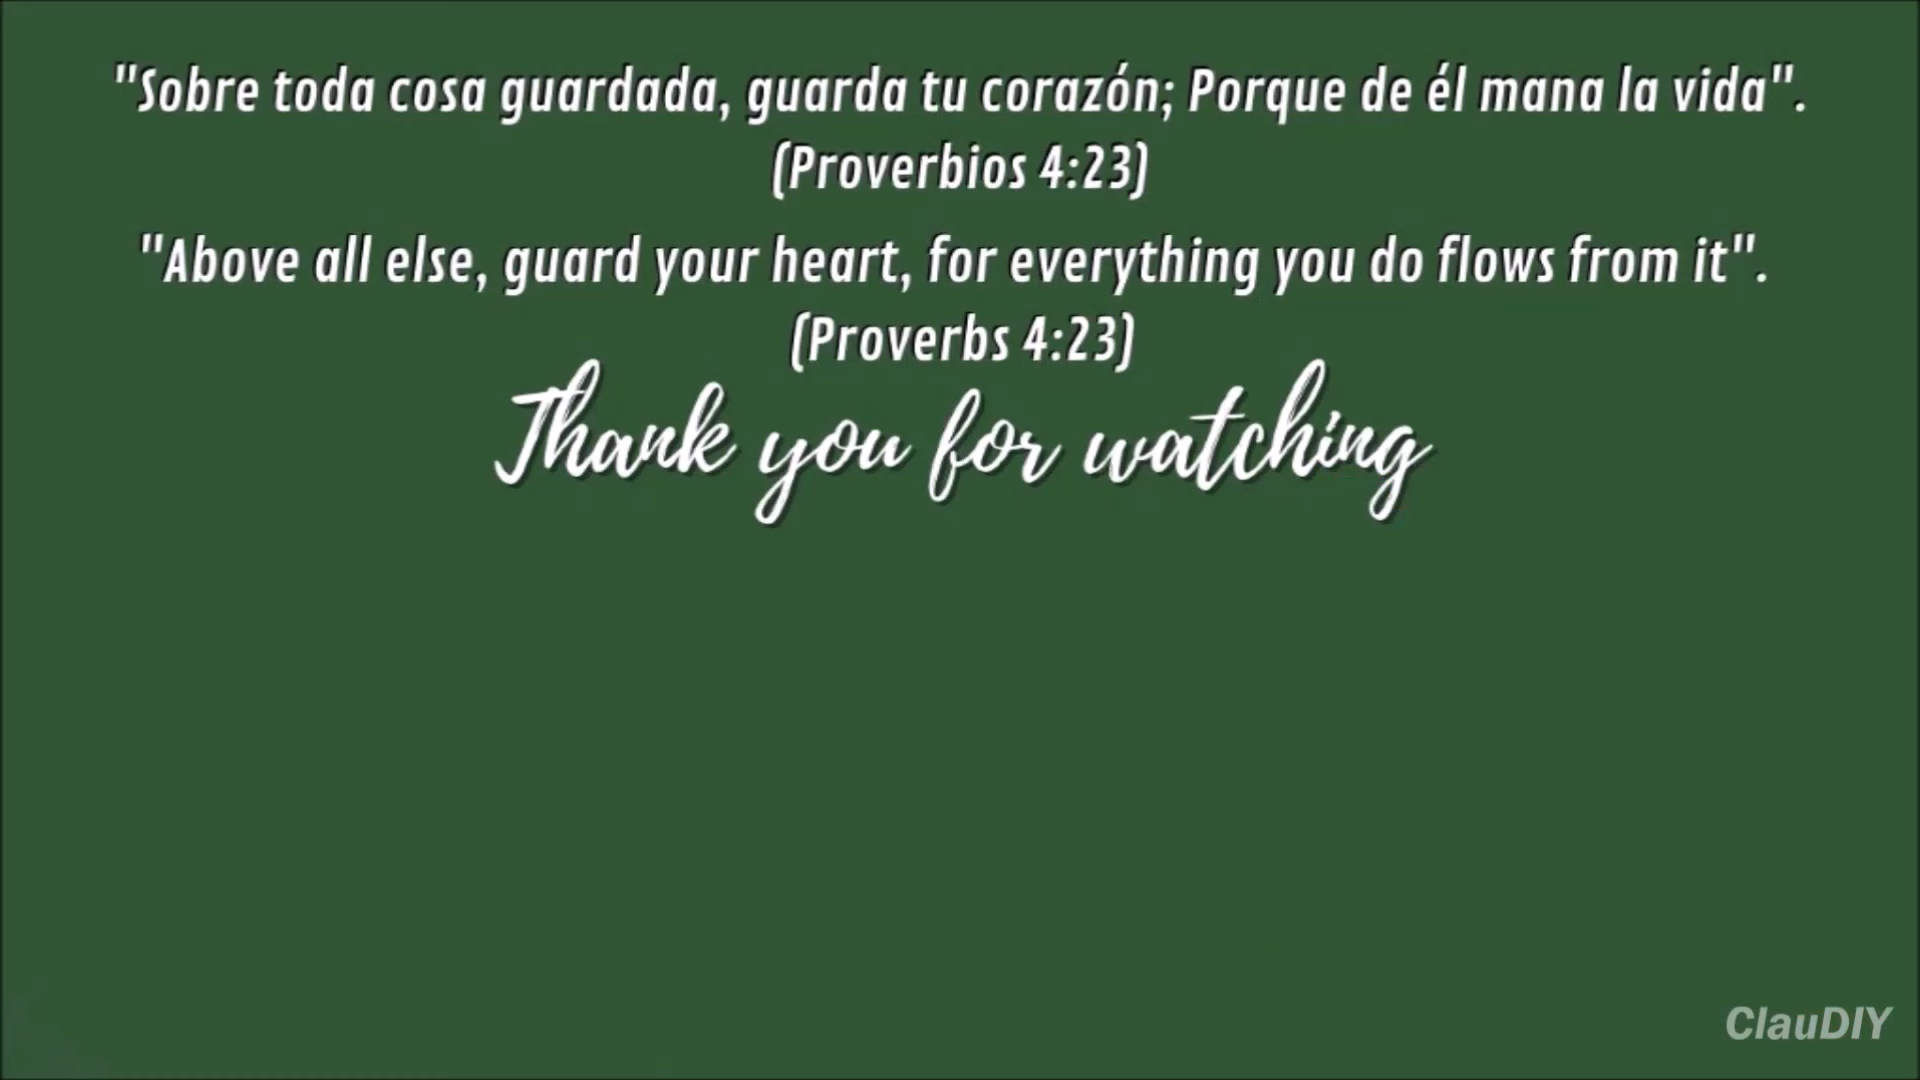 "Sobre toda cosa guardada, guarda tu corazón; Porque de él mana la vida".
(Proverbios 4:23)
"Above all else, guard your heart, for everything you do flows from it".
(Proverbs 4:23)
Thank you for watching
ClauDIY